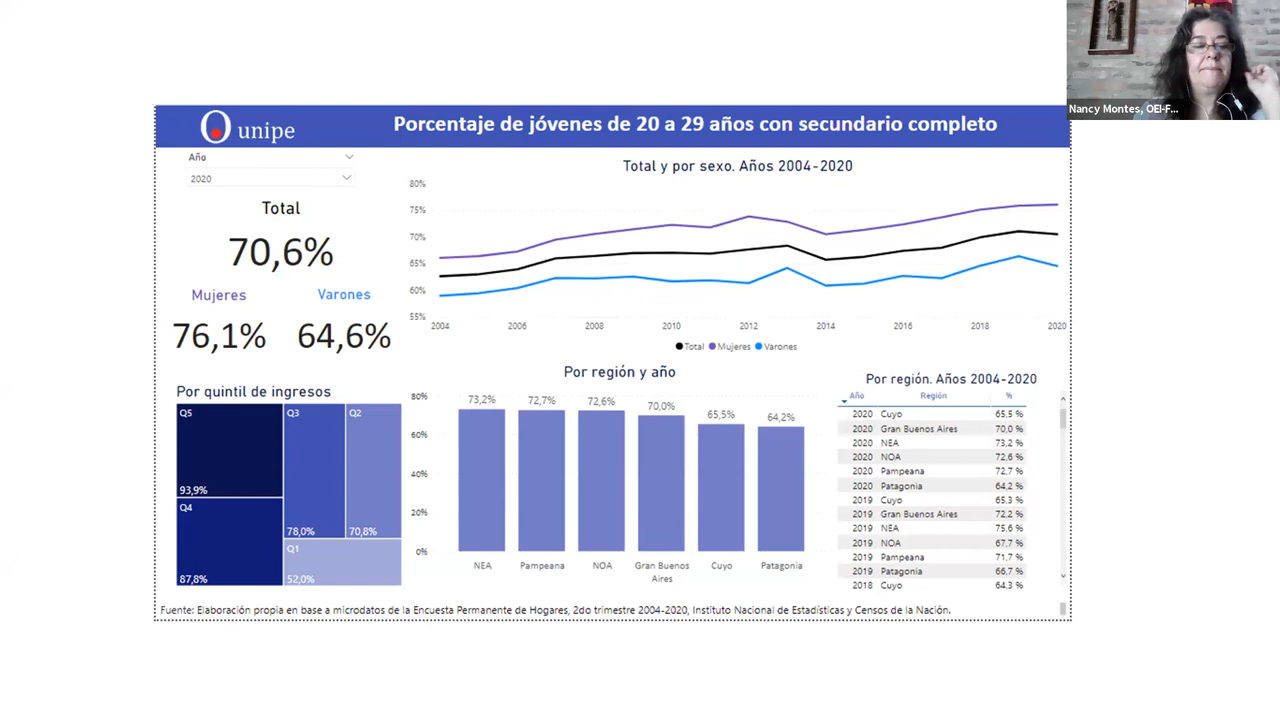 Nancy Montes, OEI-F...
unipe
Porcentaje de jóvenes de 20 a 29 años con secundario completo
Año
2020
Total
70,6%
Mujeres
Varones
76,1%
64,6%
Total y por sexo. Años 2004-2020
80%
75%
70%
65%
60%
55%
2004
2006
2008
2010
2012
2014
2016
2018
2020
Total Mujeres Varones
Por quintil de ingresos
Q5
93,9%
Q4
87,8%
Q3
78,0%
Q2
70,8%
Q1
52,0%
Por región y año
80%
60%
40%
20%
0%
73,2%
72,7%
72,6%
70,0%
65,5%
64,2%
NEA
Pampeana
NOA
Gran Buenos
Aires
Cuyo
Patagonia
Por región. Años 2004-2020
Año Región %
2020 Cuyo 65.5 %
2020 Gran Buenos Aires 70,0 %
2020 NEA 73.2 %
2020 NOA 72.6 %
2020 Pampeana 72.7 %
2020 Patagonia 64.2 %
2019 Cuyo 65.3 %
2019 Gran Buenos Aires 72.2 %
2019 NEA 75.6 %
2019 NOA 67.7 %
2019 Pampeana 71.7 %
2019 Patagonia 66.7 %
2018 Cuyo 64.3 %
Fuente: Elaboración propia en base a microdatos de la Encuesta Permanente de Hogares, 2do trimestre 2004-2020, Instituto Nacional de Estadísticas y Censos de la Nación.